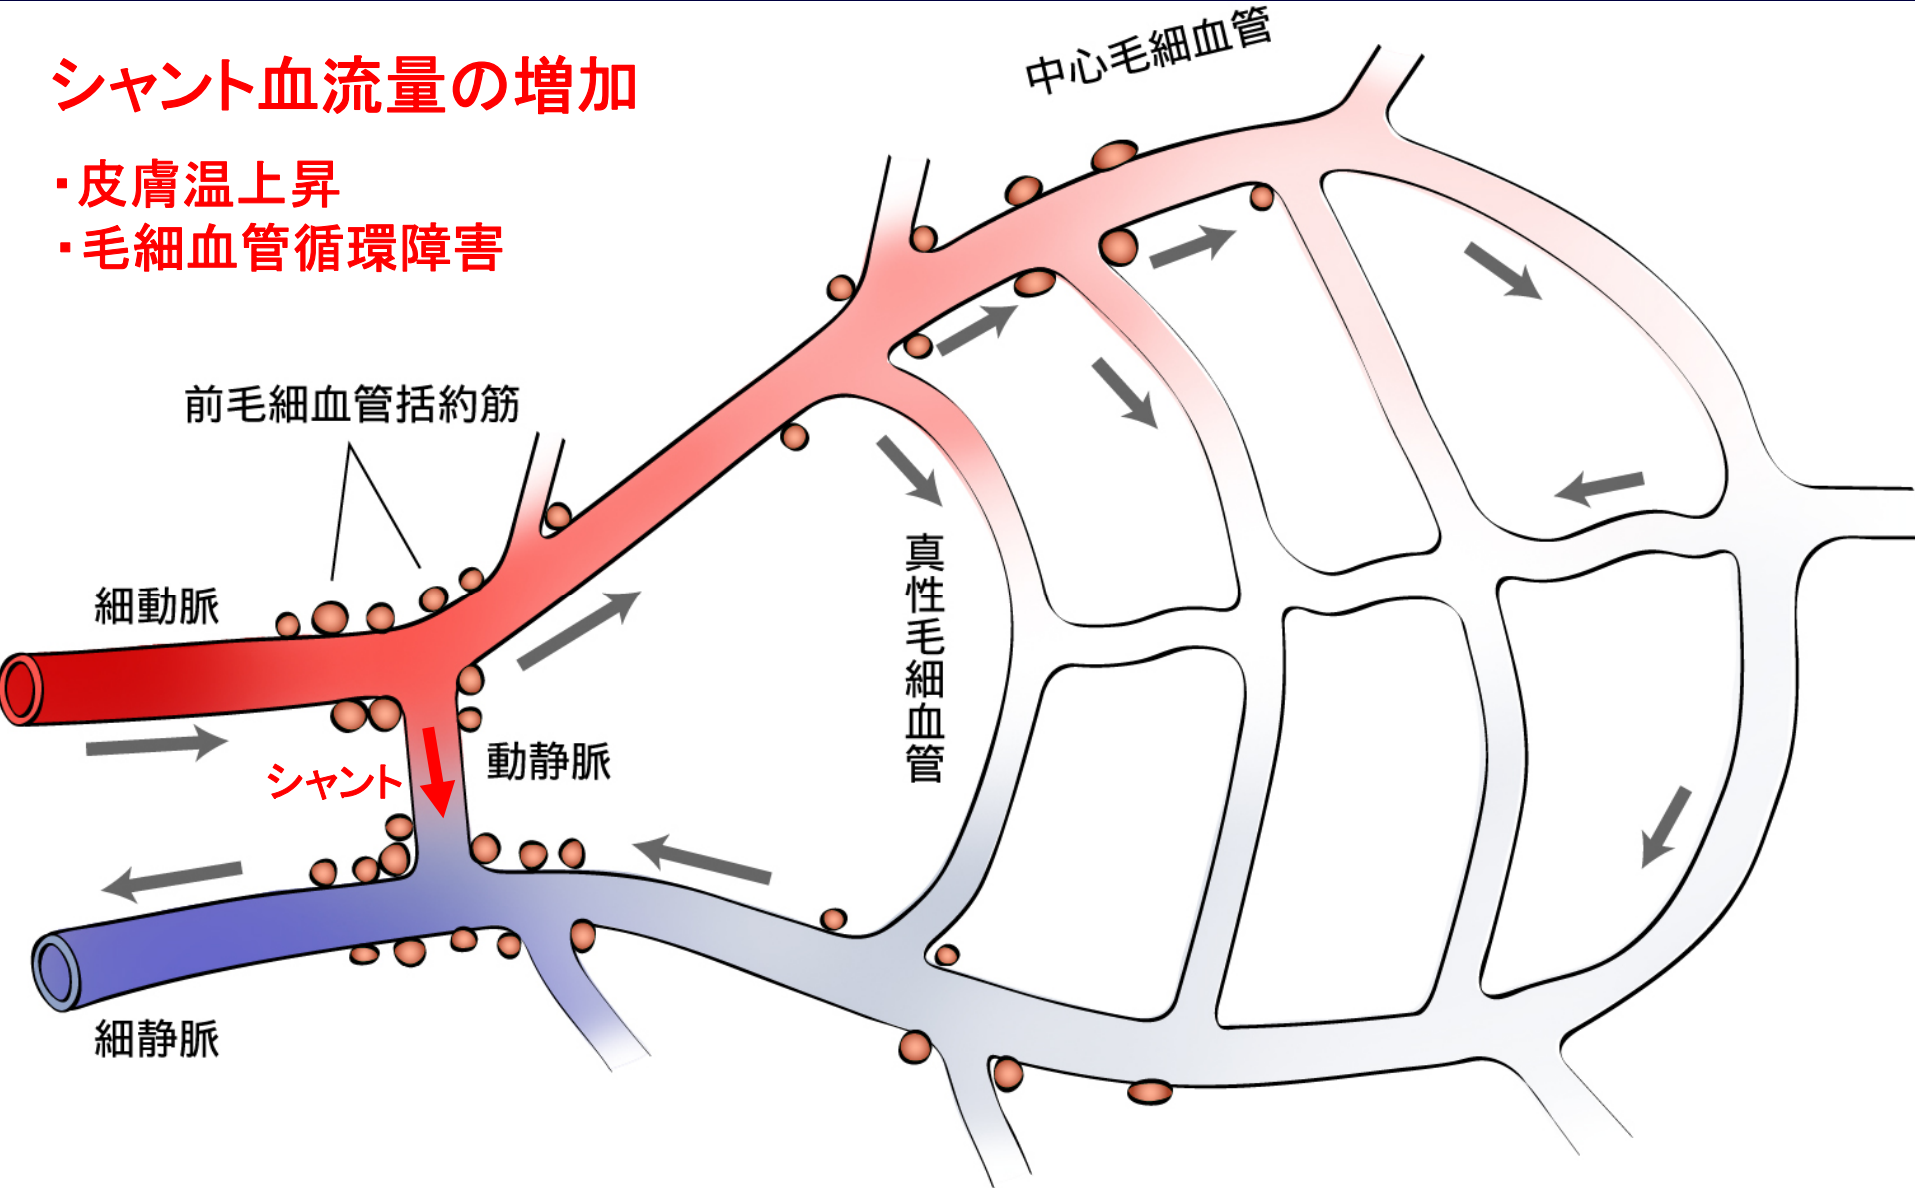 シャント血流量の増加
・皮膚温上昇
・毛細血管循環障害
中心毛細血管
前毛細血管括約筋
細動脈
シャント
動静脈
真性毛細血管
細静脈